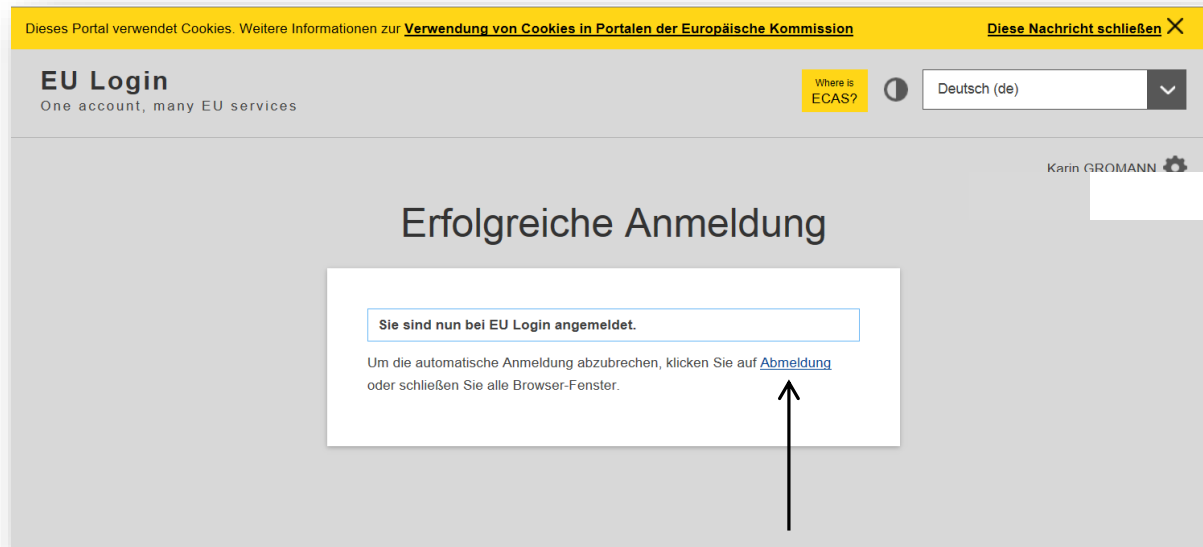 Dieses Portal verwendet Cookies. Weitere Informationen zur Verwendung von Cookies in Portalen der Europäische Kommission
Diese Nachricht schließen
EU Login
One account, many EU services
Where is
ECAS?
Deutsch (de)
Karin GROMANN
Erfolgreiche Anmeldung
Sie sind nun bei EU Login angemeldet.
Um die automatische Anmeldung abzubrechen, klicken Sie auf Abmeldung
oder schließen Sie alle Browser-Fenster.